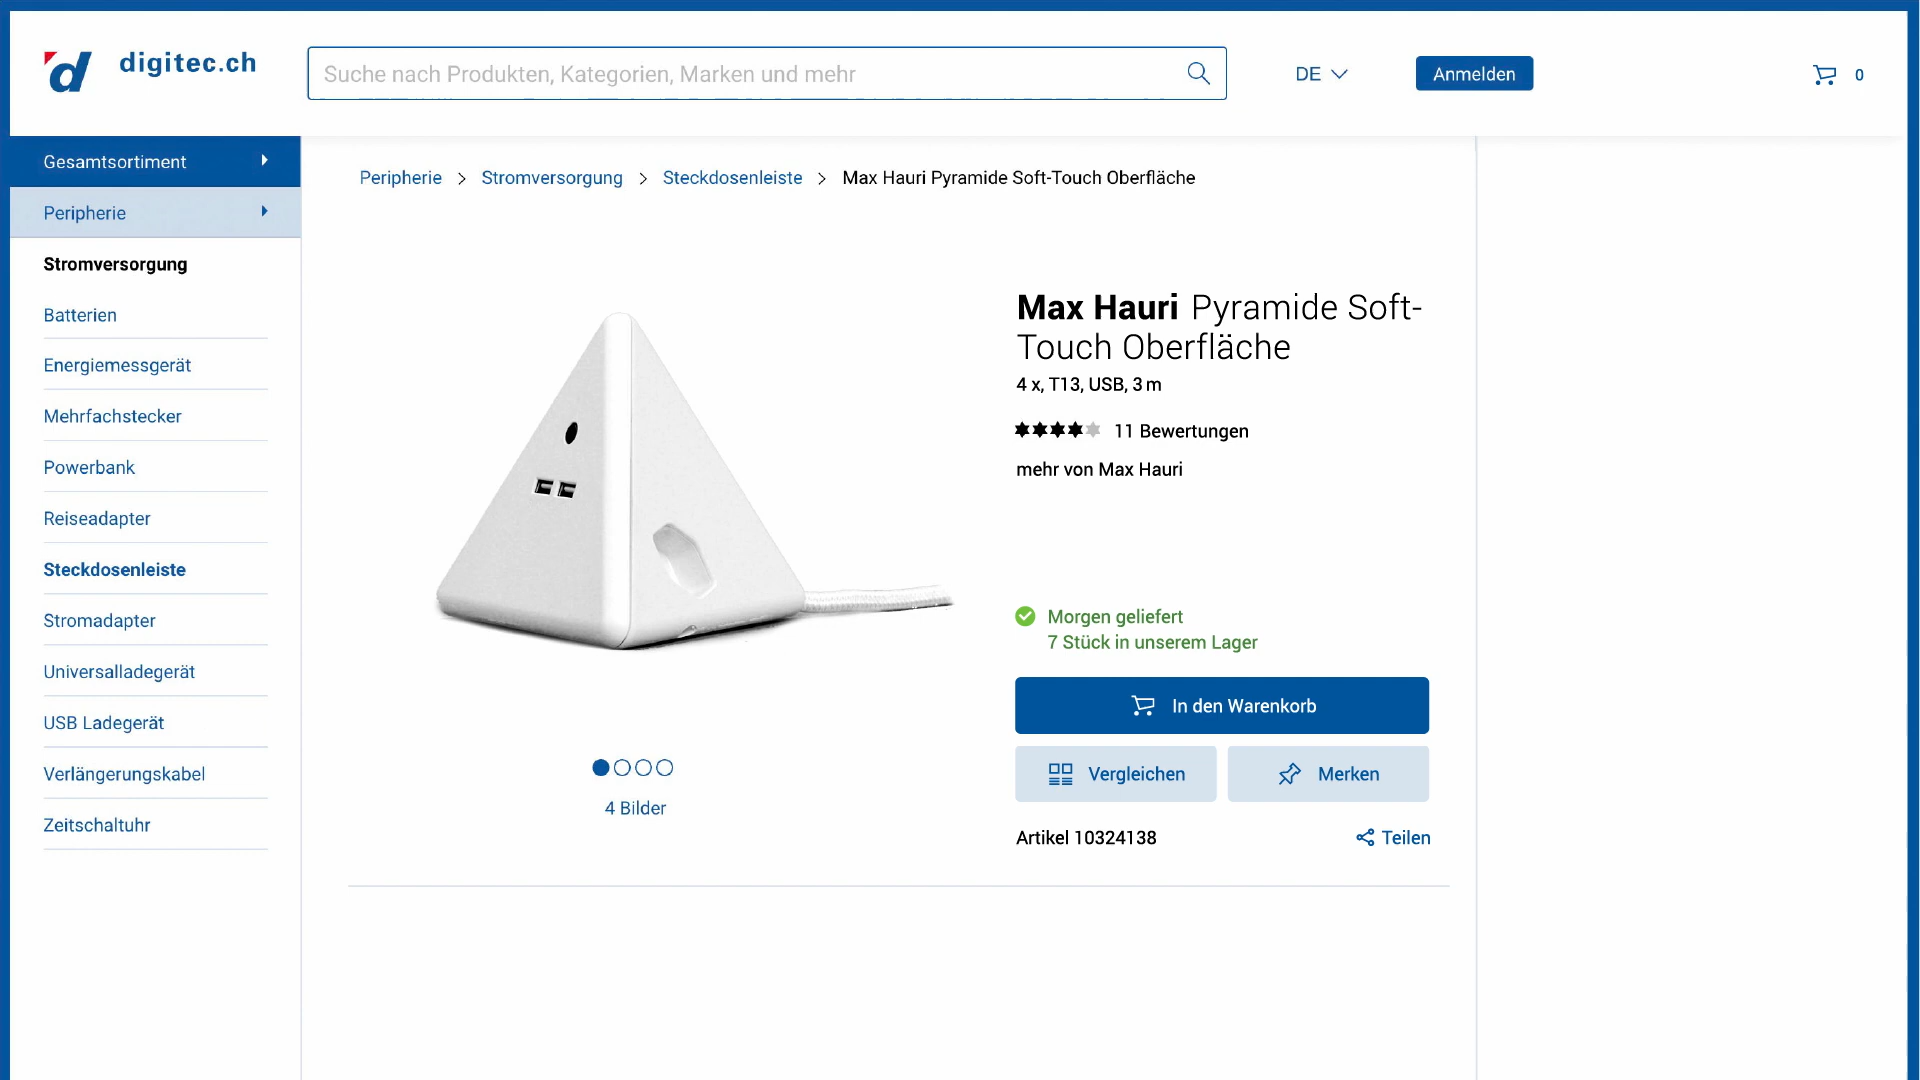 digitec.ch
Suche nach Produkten, Kategorien, Marken und mehr
DE
Anmelden
0
Gesamtsortiment
Peripherie
Stromversorgung
Batterien
Energiemessgerät
Mehrfachstecker
Powerbank
Reiseadapter
Steckdosenleiste
Stromadapter
Universalladegerät
USB Ladegerät
Verlängerungskabel
Zeitschaltuhr
Peripherie > Stromversorgung > Steckdosenleiste > Max Hauri Pyramide Soft-Touch Oberfläche
4 Bilder
Max Hauri Pyramide Soft-
Touch Oberfläche
4 x, T13, USB, 3 m
11 Bewertungen
mehr von Max Hauri
Morgen geliefert
7 Stück in unserem Lager
In den Warenkorb
Vergleichen
Merken
Artikel 10324138
Teilen